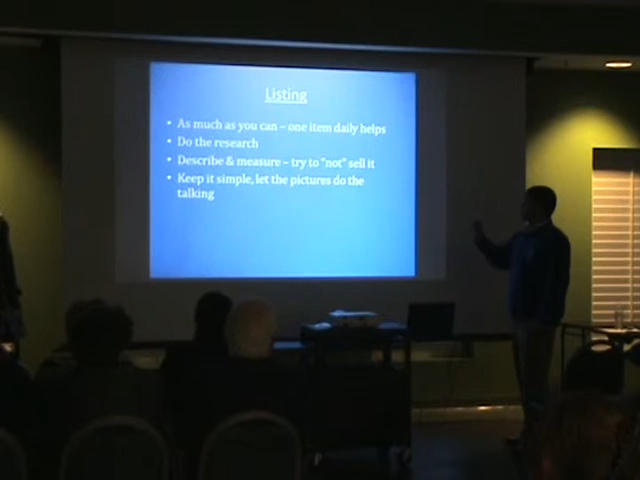 Listing
• As much as you can – one item daily helps
• Do the research
• Describe & measure – try to "not" sell it
• Keep it simple, let the pictures do the
talking